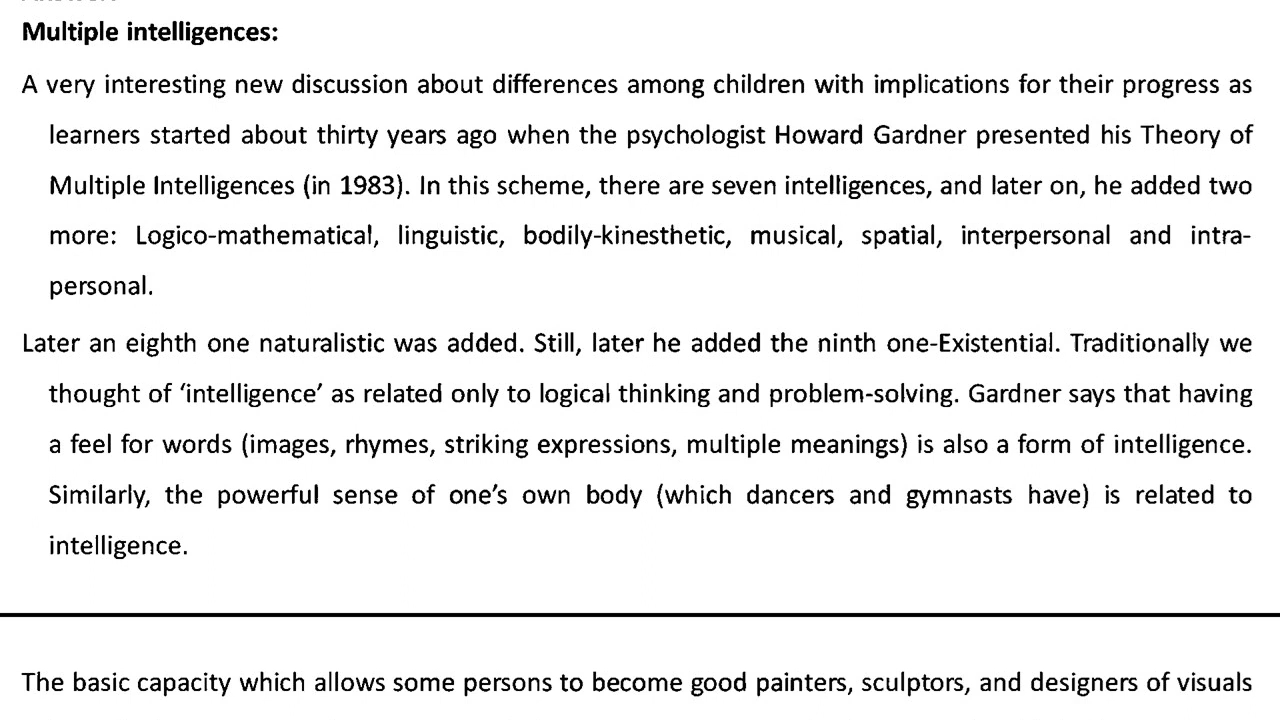 Multiple intelligences:
A very interesting new discussion about differences among children with implications for their progress as
learners started about thirty years ago when the psychologist Howard Gardner presented his Theory of
Multiple Intelligences (in 1983). In this scheme, there are seven intelligences, and later on, he added two
more: Logico-mathematical, linguistic, bodily-kinesthetic, musical, spatial, interpersonal and intra-
personal.
Later an eighth one naturalistic was added. Still, later he added the ninth one-Existential. Traditionally we
thought of ‘intelligence’ as related only to logical thinking and problem-solving. Gardner says that having
a feel for words (images, rhymes, striking expressions, multiple meanings) is also a form of intelligence.
Similarly, the powerful sense of one’s own body (which dancers and gymnasts have) is related to
intelligence.
The basic capacity which allows some persons to become good painters, sculptors, and designers of visuals